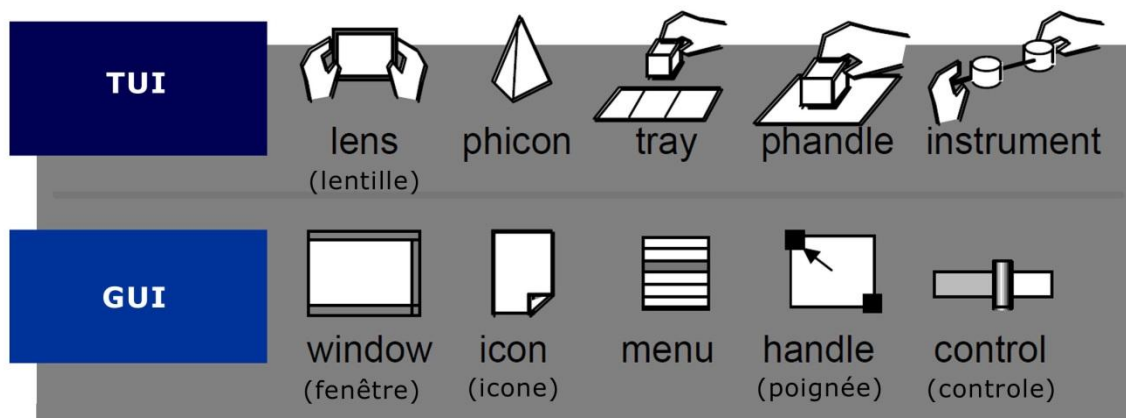 TUI
lens phicon tray phandle instrument
(lentille)
GUI
window icon menu handle control
(fenêtre) (icone) (poignée) (controle)